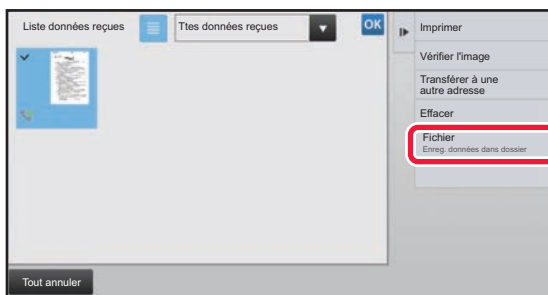 Liste données reçues
Ttes données reçues
OK
Imprimer
Vérifier l'image
Transférer à une
autre adresse
Effacer
Fichier
Enreg. données dans dossier
Tout annuler